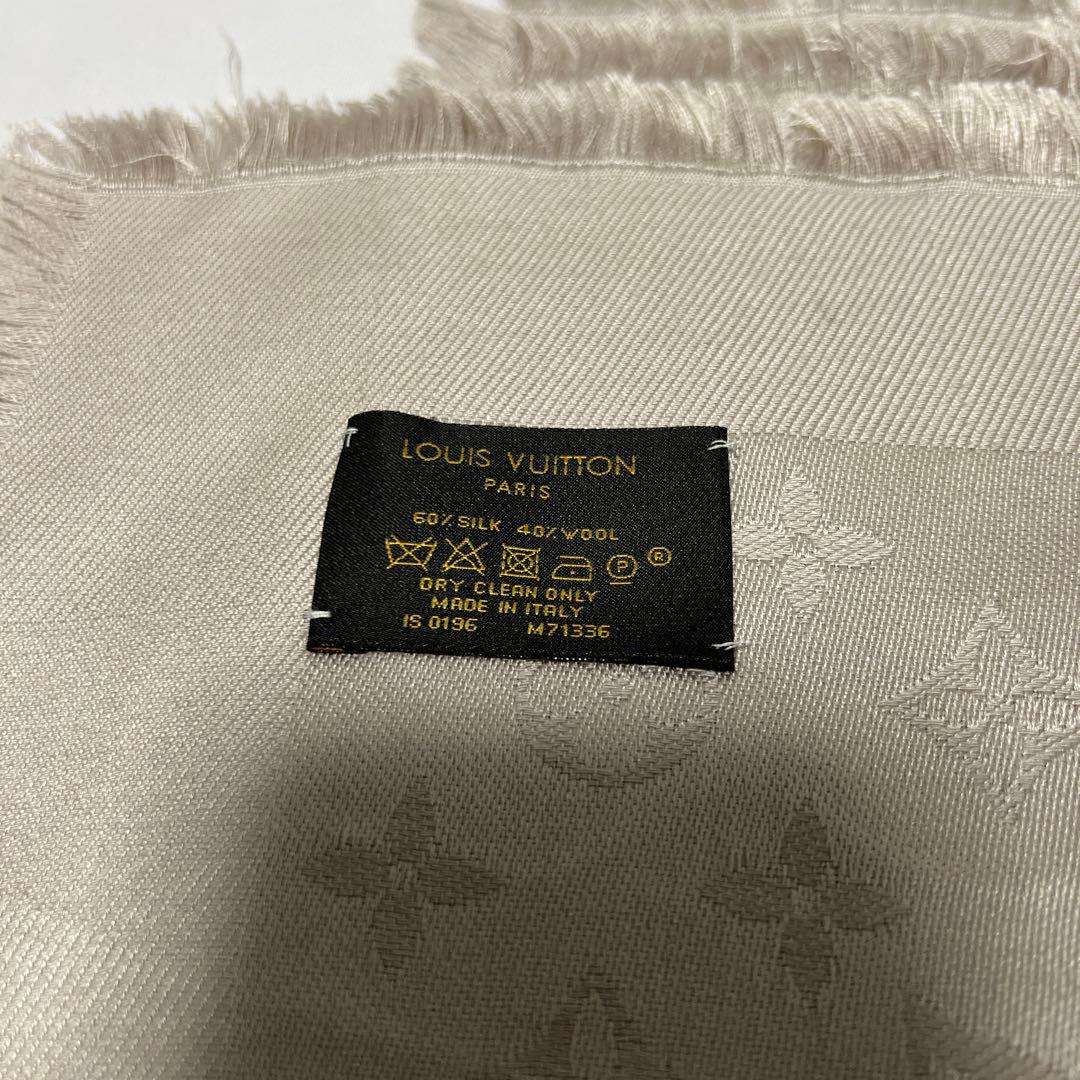 LOUIS VUITTON
PARIS
60% SILK 40% WOOL
P ®
DRY CLEAN ONLY
MADE IN ITALY
IS 0196 M71336